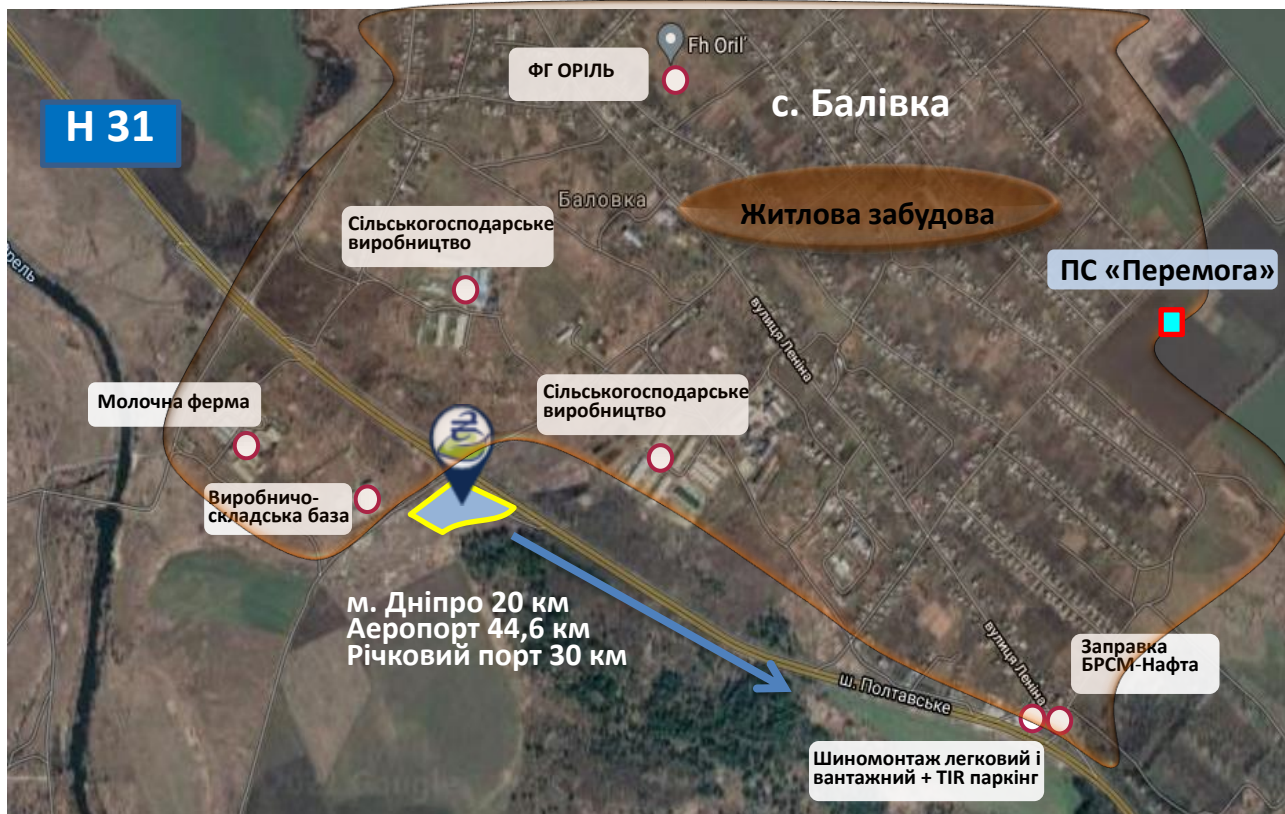 Fh Oril'
ФГ ОРІЛЬ
с. Балівка
Н 31
Баловка
Житлова забудова
Сільськогосподарське
виробництво
ПС «Перемога»
рель
вулиця Леніна
Молочна ферма
Сільськогосподарське
виробництво
Виробничо-
складська база
м. Дніпро 20 км
Аеропорт 44,6 км
Річковий порт 30 км
вулиця Леніна
Заправка
БРСМ-Нафта
ш. Полтавське
Шиномонтаж легковий і
вантажний + TIR паркінг